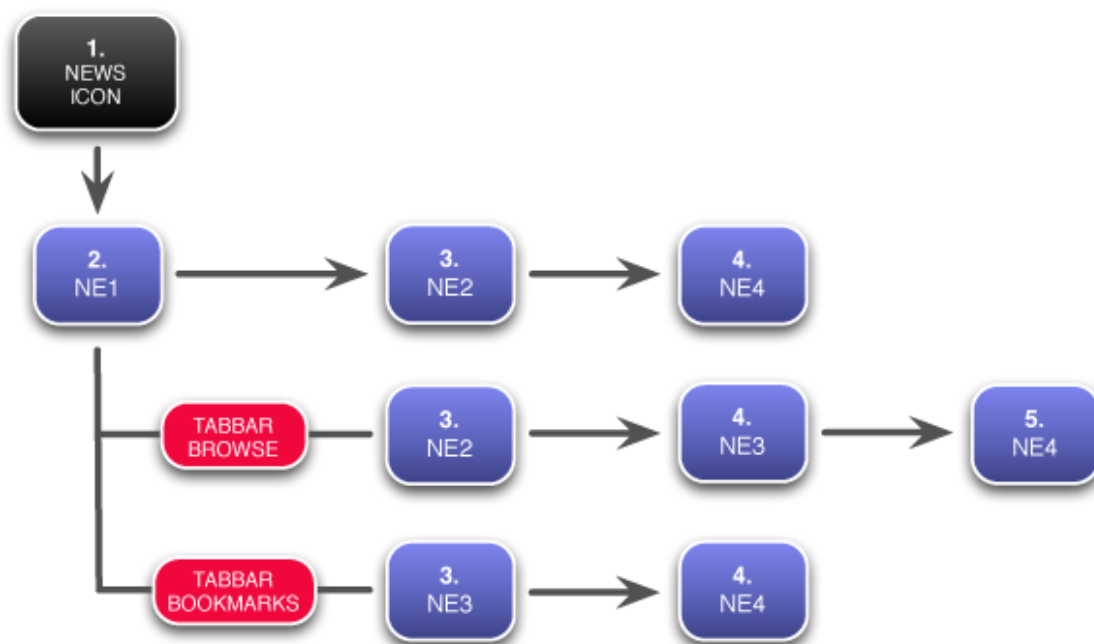 1.
NEWS
ICON
2.
NE1
3.
NE2
4.
NE4
TABBAR
BROWSE
3.
NE2
4.
NE3
5.
NE4
TABBAR
BOOKMARKS
3.
NE3
4.
NE4